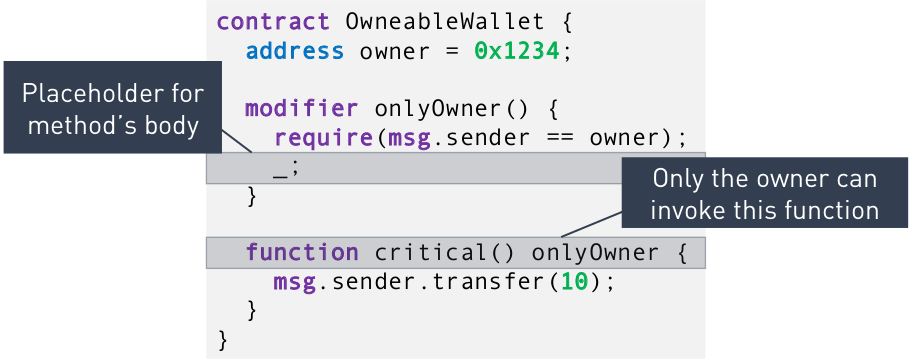 contract OwneableWallet {
address owner = 0x1234;
Placeholder for
method's body
modifier onlyOwner() {
require(msg.sender == owner);
_;
}
Only the owner can
invoke this function
function critical() onlyOwner {
msg.sender.transfer(10);
}
}